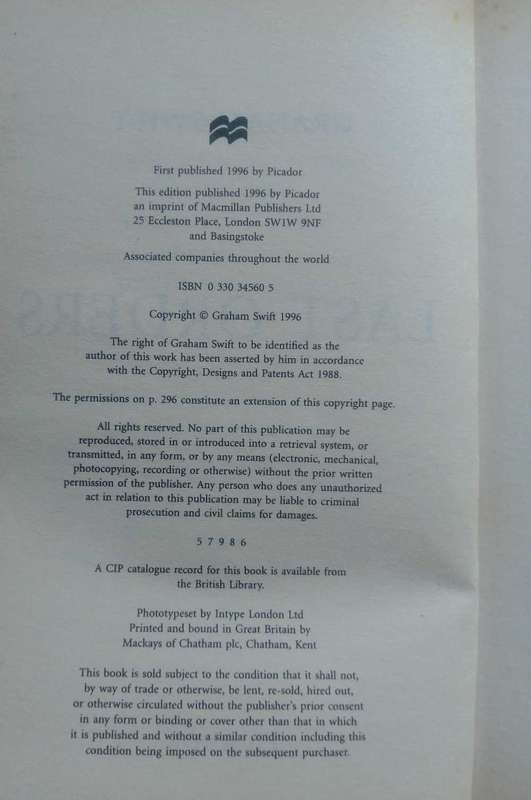 First published 1996 by Picador
This edition published 1996 by Picador
an imprint of Macmillan Publishers Ltd
25 Eccleston Place, London SW1W 9NF
and Basingstoke
Associated companies throughout the world
ISBN 0 330 34560 5
Copyright © Graham Swift 1996
The right of Graham Swift to be identified as the
author of this work has been asserted by him in accordance
with the Copyright, Designs and Patents Act 1988.
The permissions on p. 296 constitute an extension of this copyright page.
All rights reserved. No part of this publication may be
reproduced, stored in or introduced into a retrieval system, or
transmitted, in any form, or by any means (electronic, mechanical,
photocopying, recording or otherwise) without the prior written
permission of the publisher. Any person who does any unauthorized
act in relation to this publication may be liable to criminal
prosecution and civil claims for damages.
5 7 9 8 6
A CIP catalogue record for this book is available from
the British Library.
Phototypeset by Intype London Ltd
Printed and bound in Great Britain by
Mackays of Chatham plc, Chatham, Kent
This book is sold subject to the condition that it shall not,
by way of trade or otherwise, be lent, re-sold, hired out,
or otherwise circulated without the publisher's prior consent
in any form or binding or cover other than that in which
it is published and without a similar condition including this
condition being imposed on the subsequent purchaser.